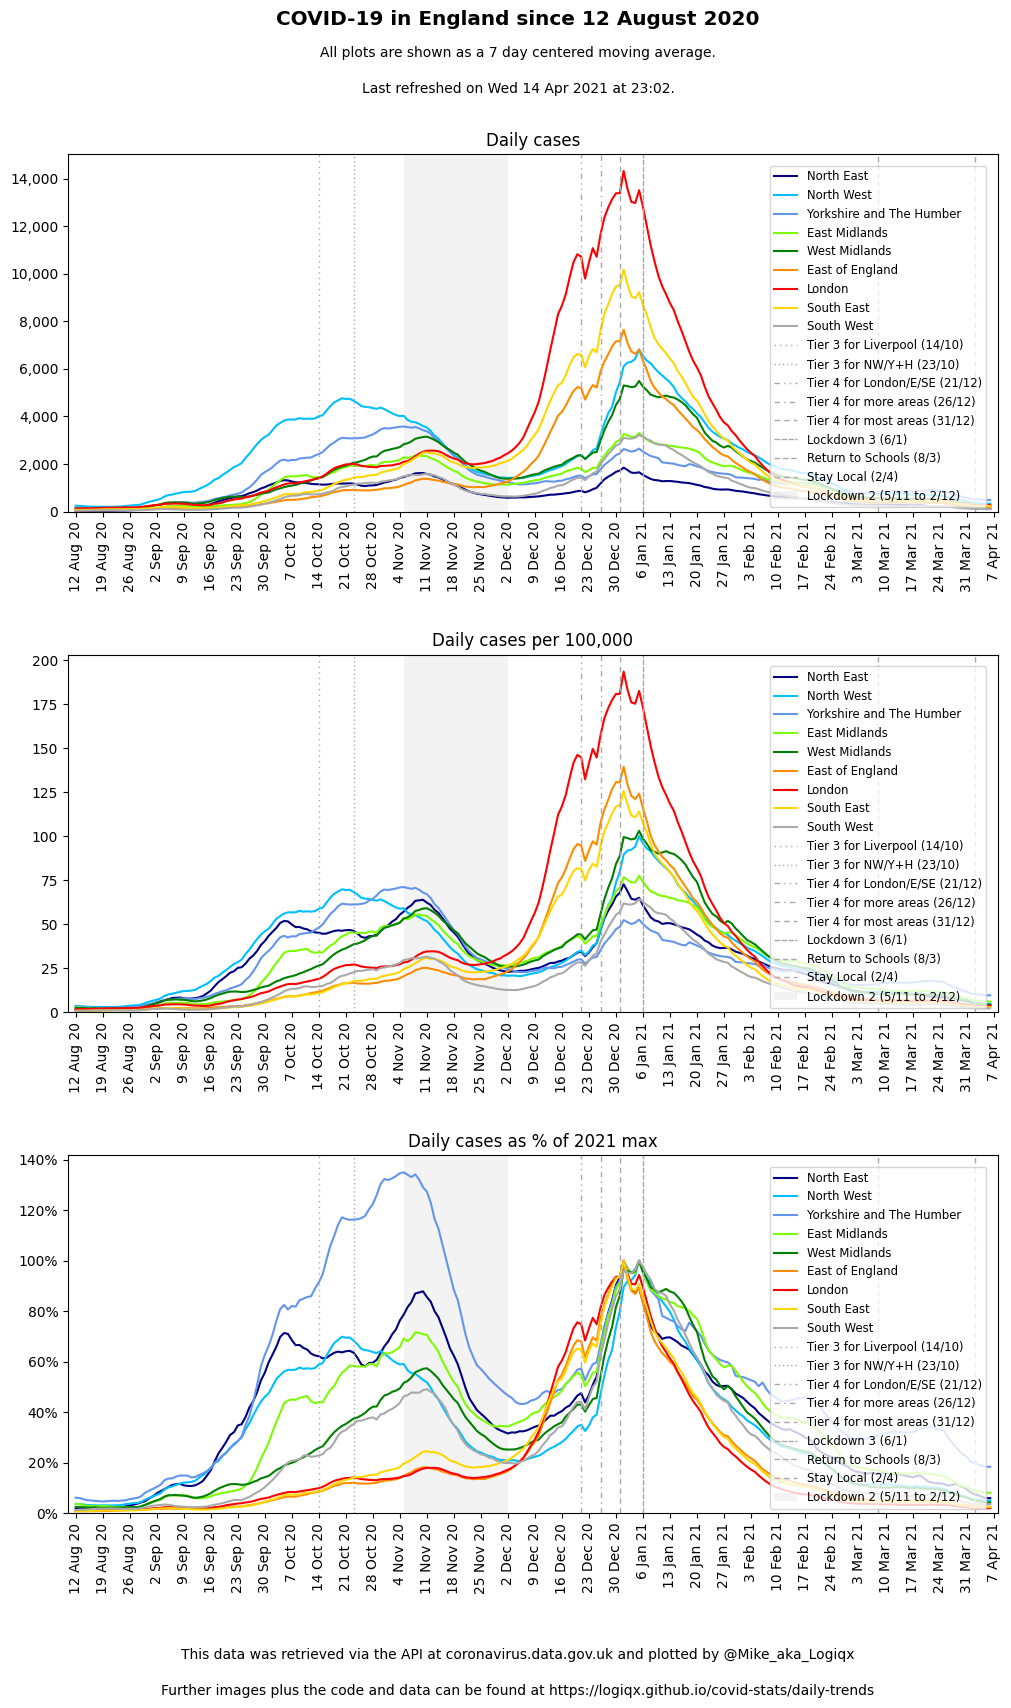 COVID-19 in England since 12 August 2020
All plots are shown as a 7 day centered moving average.
Last refreshed on Wed 14 Apr 2021 at 23:02.
Daily cases
14,000
12,000
10,000
8,000
6,000
4,000
2,000
0
North East
North West
Yorkshire and The Humber
East Midlands
West Midlands
East of England
London
South East
South West
Tier 3 for Liverpool (14/10)
Tier 3 for NW/Y+H (23/10)
Tier 4 for London/E/SE (21/12)
Tier 4 for more areas (26/12)
Tier 4 for most areas (31/12)
Lockdown 3 (6/1)
Return to Schools (8/3)
Stay Local (2/4)
Lockdown 2 (5/11 to 2/12)
12 Aug 20
19 Aug 20
26 Aug 20
2 Sep 20
9 Sep 20
16 Sep 20
23 Sep 20
30 Sep 20
7 Oct 20
14 Oct 20
21 Oct 20
28 Oct 20
4 Nov 20
11 Nov 20
18 Nov 20
25 Nov 20
2 Dec 20
9 Dec 20
16 Dec 20
23 Dec 20
30 Dec 20
6 Jan 21
13 Jan 21
20 Jan 21
27 Jan 21
3 Feb 21
10 Feb 21
17 Feb 21
24 Feb 21
3 Mar 21
10 Mar 21
17 Mar 21
24 Mar 21
31 Mar 21
7 Apr 21
Daily cases per 100,000
200
175
150
125
100
75
50
25
0
North East
North West
Yorkshire and The Humber
East Midlands
West Midlands
East of England
London
South East
South West
Tier 3 for Liverpool (14/10)
Tier 3 for NW/Y+H (23/10)
Tier 4 for London/E/SE (21/12)
Tier 4 for more areas (26/12)
Tier 4 for most areas (31/12)
Lockdown 3 (6/1)
Return to Schools (8/3)
Stay Local (2/4)
Lockdown 2 (5/11 to 2/12)
12 Aug 20
19 Aug 20
26 Aug 20
2 Sep 20
9 Sep 20
16 Sep 20
23 Sep 20
30 Sep 20
7 Oct 20
14 Oct 20
21 Oct 20
28 Oct 20
4 Nov 20
11 Nov 20
18 Nov 20
25 Nov 20
2 Dec 20
9 Dec 20
16 Dec 20
23 Dec 20
30 Dec 20
6 Jan 21
13 Jan 21
20 Jan 21
27 Jan 21
3 Feb 21
10 Feb 21
17 Feb 21
24 Feb 21
3 Mar 21
10 Mar 21
17 Mar 21
24 Mar 21
31 Mar 21
7 Apr 21
Daily cases as % of 2021 max
140%
120%
100%
80%
60%
40%
20%
0%
North East
North West
Yorkshire and The Humber
East Midlands
West Midlands
East of England
London
South East
South West
Tier 3 for Liverpool (14/10)
Tier 3 for NW/Y+H (23/10)
Tier 4 for London/E/SE (21/12)
Tier 4 for more areas (26/12)
Tier 4 for most areas (31/12)
Lockdown 3 (6/1)
Return to Schools (8/3)
Stay Local (2/4)
Lockdown 2 (5/11 to 2/12)
12 Aug 20
19 Aug 20
26 Aug 20
2 Sep 20
9 Sep 20
16 Sep 20
23 Sep 20
30 Sep 20
7 Oct 20
14 Oct 20
21 Oct 20
28 Oct 20
4 Nov 20
11 Nov 20
18 Nov 20
25 Nov 20
2 Dec 20
9 Dec 20
16 Dec 20
23 Dec 20
30 Dec 20
6 Jan 21
13 Jan 21
20 Jan 21
27 Jan 21
3 Feb 21
10 Feb 21
17 Feb 21
24 Feb 21
3 Mar 21
10 Mar 21
17 Mar 21
24 Mar 21
31 Mar 21
7 Apr 21
This data was retrieved via the API at coronavirus.data.gov.uk and plotted by @Mike_aka_Logiqx
Further images plus the code and data can be found at https://logiqx.github.io/covid-stats/daily-trends